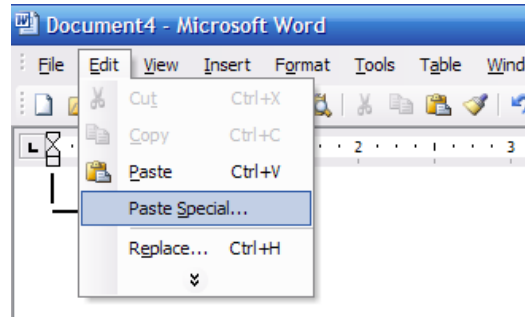 Document4 - Microsoft Word
File Edit View Insert Format Tools Table Wind
Cut Ctrl+X
Copy Ctrl+C
2 3
Paste Ctrl+V
Paste Special...
Replace... Ctrl+H